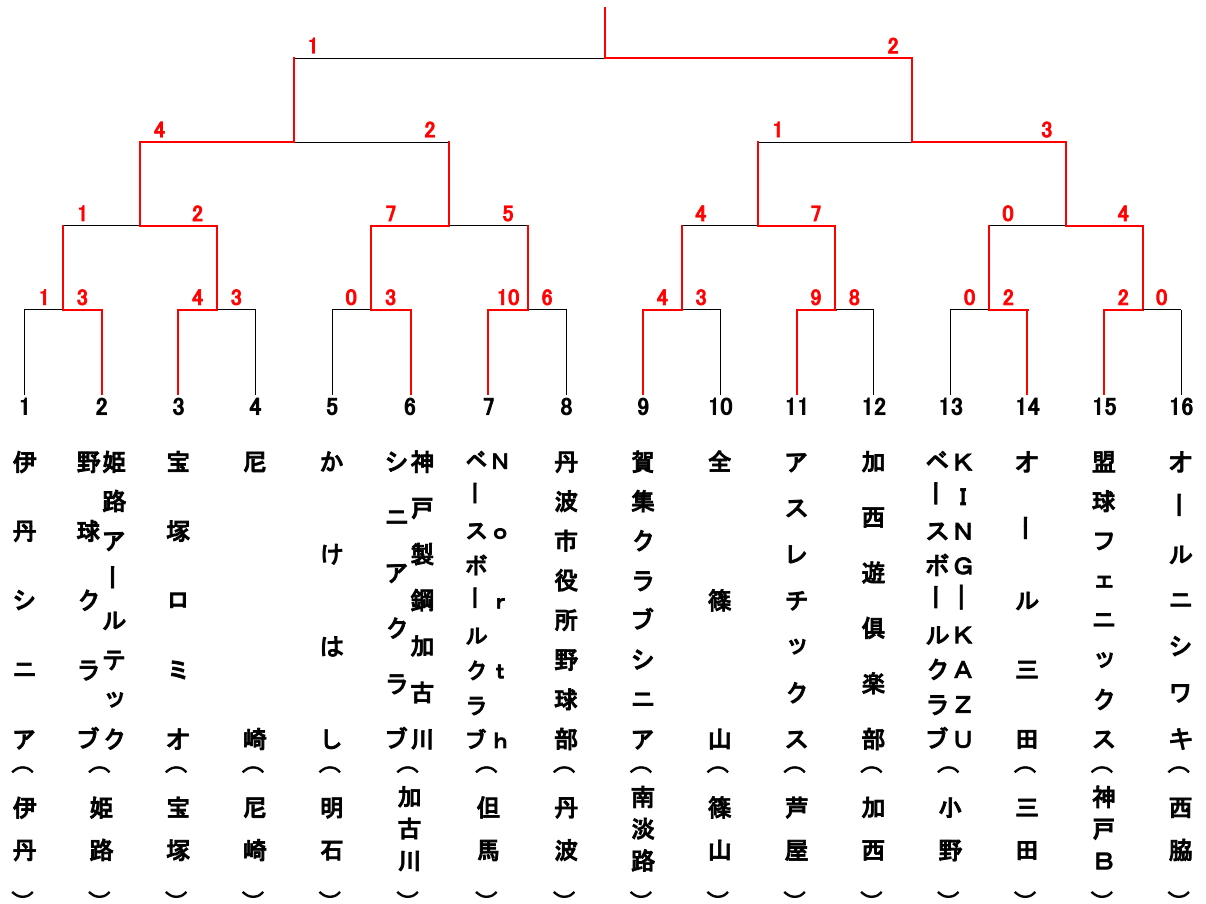 1 2
4 2 1 3
1 2 7 5 4 7 0 4
1 3 4 3 0 3 10 6 4 3 9 8 0 2 2 0
1 2 3 4 5 6 7 8 9 10 11 12 13 14 15 16
伊丹シニア（伊丹）
姫路アールテック
野球クラブ（姫路）
宝塚ロミオ（宝塚）
尼崎（尼崎）
かけはし（明石）
神戸製鋼加古川
シニアクラブ（加古川）
North
ベースボールクラブ（但馬）
丹波市役所野球部（丹波）
賀集クラブシニア（南淡路）
全篠山（篠山）
アスレチックス（芦屋）
加西遊倶楽部（加西）
KING－KAZU
ベースボールクラブ（小野）
オール三田（三田）
盟球フェニックス（神戸B）
オールニシワキ（西脇）